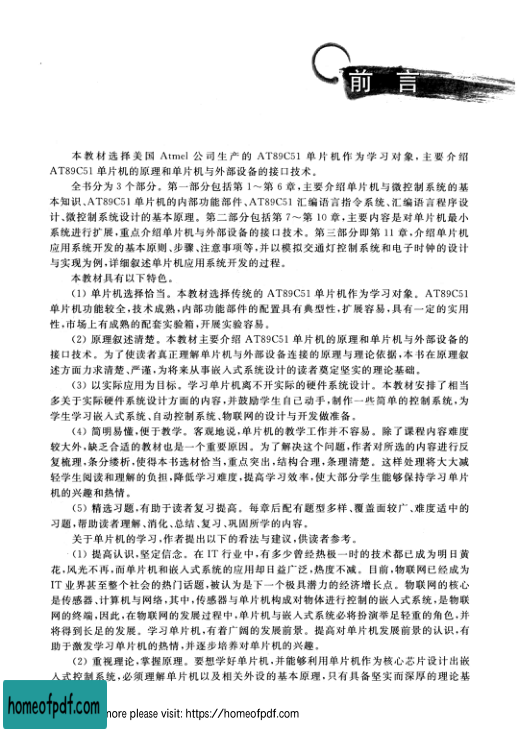 前言
本教材选择美国 Atmel 公司生产的 AT89C51 单片机作为学习对象,主要介绍
AT89C51 单片机的原理和单片机与外部设备的接口技术。
全书分为 3 个部分。第一部分包括第 1~第 6 章,主要介绍单片机与微控制系统的基
本知识、AT89C51 单片机的内部功能部件、AT89C51 汇编语言指令系统、汇编语言程序设
计、微控制系统设计的基本原理。第二部分包括第 7~第 10 章,主要内容是对单片机最小
系统进行扩展,重点介绍单片机与外部设备的接口技术。第三部分即第 11 章,介绍单片机
应用系统开发的基本原则、步骤、注意事项等,并以模拟交通灯控制系统和电子时钟的设计
与实现为例,详细叙述单片机应用系统开发的过程。
本教材具有以下特色。
(1) 单片机选择恰当。本教材选择传统的 AT89C51 单片机作为学习对象。AT89C51
单片机功能较全,技术成熟,内部功能部件的配置具有典型性,扩展容易,具有一定的实用
性,市场上有成熟的配套实验箱,开展实验容易。
(2) 原理叙述清楚。本教材主要介绍 AT89C51 单片机的原理和单片机与外部设备的
接口技术。为了使读者真正理解单片机与外部设备连接的原理与理论依据,本书在原理叙
述方面力求清楚、严谨,为将来从事嵌入式系统设计的读者奠定坚实的理论基础。
(3) 以实际应用为目标。学习单片机离不开实际的硬件系统设计。本教材安排了相当
多关于实际硬件系统设计方面的内容,并鼓励学生自己动手,制作一些简单的控制系统,为
学生学习嵌入式系统、自动控制系统、物联网的设计与开发做准备。
(4) 简明易懂,便于教学。客观地说,单片机的教学工作并不容易。除了课程内容难度
较大外,缺乏合适的教材也是一个重要原因。为了解决这个问题,作者对所选的内容进行反
复梳理,条分缕析,使得本书选材恰当,重点突出,结构合理,条理清楚。这样处理将大大减
轻学生阅读和理解的负担,降低学习难度,提高学习效率,使大部分学生能够保持学习单片
机的兴趣和热情。
(5) 精选习题,有助于读者复习提高。每章后配有题型多样、覆盖面较广、难度适中的
习题,帮助读者理解、消化、总结、复习、巩固所学的内容。
关于单片机的学习,作者提出以下的看法与建议,供读者参考。
(1) 提高认识,坚定信念。在 IT 行业中,有多少曾经热极一时的技术都已成为明日黄
花,风光不再,而单片机和嵌入式系统的应用却日益广泛,热度不减。目前,物联网已经成为
IT 业界甚至整个社会的热门话题,被认为是下一个极具潜力的经济增长点。物联网的核心
是传感器、计算机与网络,其中,传感器与单片机构成对物体进行控制的嵌入式系统,是物联
网的终端,因此,在物联网的发展过程中,单片机与嵌入式系统必将扮演举足轻重的角色,并
将得到长足的发展。学习单片机,有着广阔的发展前景。提高对单片机发展前景的认识,有
助于激发学习单片机的热情,并逐步培养对单片机的兴趣。
(2) 重视理论,掌握原理。要想学好单片机,并能够利用单片机作为核心芯片设计出嵌
入式控制系统,必须理解单片机以及相关外设的基本原理,只有具备坚实而深厚的理论基
homeofpdf.com
more please visit: https://homeofpdf.com